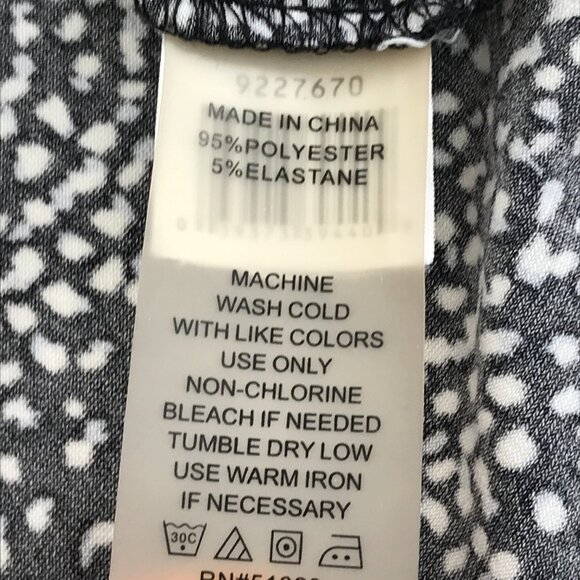 9227670
MADE IN CHINA
95%POLYESTER
5%ELASTANE
MACHINE
WASH COLD
WITH LIKE COLORS
USE ONLY
NON-CHLORINE
BLEACH IF NEEDED
TUMBLE DRY LOW
USE WARM IRON
IF NECESSARY
30C